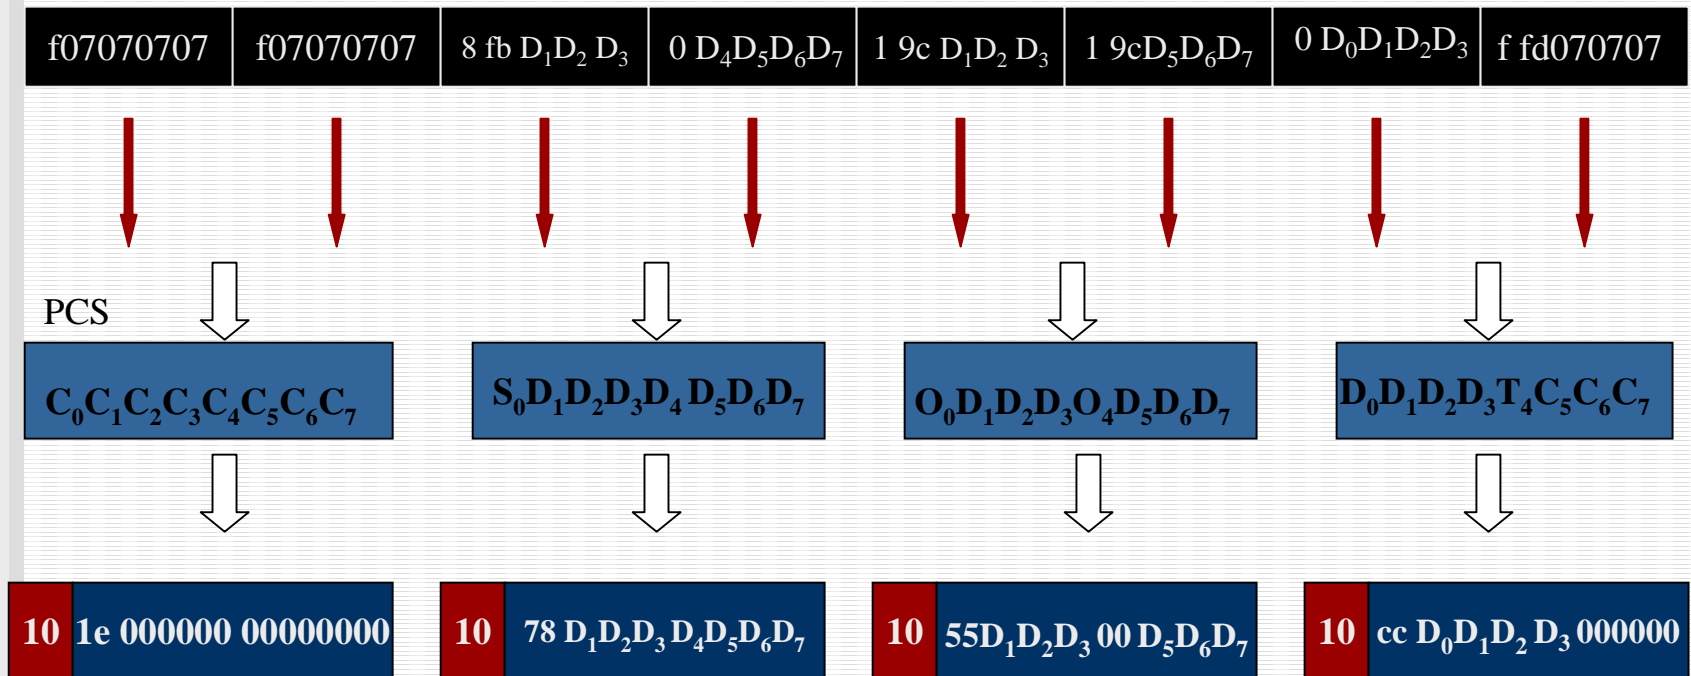 f07070707 f07070707 8 fb D₁D₂ D₃ 0 D₄D₅D₆D₇ 1 9c D₁D₂ D₃ 1 9cD₅D₆D₇ 0 D₀D₁D₂D₃ f fd070707
PCS
C₀C₁C₂C₃C₄C₅C₆C₇ S₀D₁D₂D₃D₄ D₅D₆D₇ O₀D₁D₂D₃O₄D₅D₆D₇ D₀D₁D₂D₃T₄C₅C₆C₇
10 1e 000000 00000000 10 78 D₁D₂D₃ D₄D₅D₆D₇ 10 55D₁D₂D₃ 00 D₅D₆D₇ 10 cc D₀D₁D₂ D₃ 000000